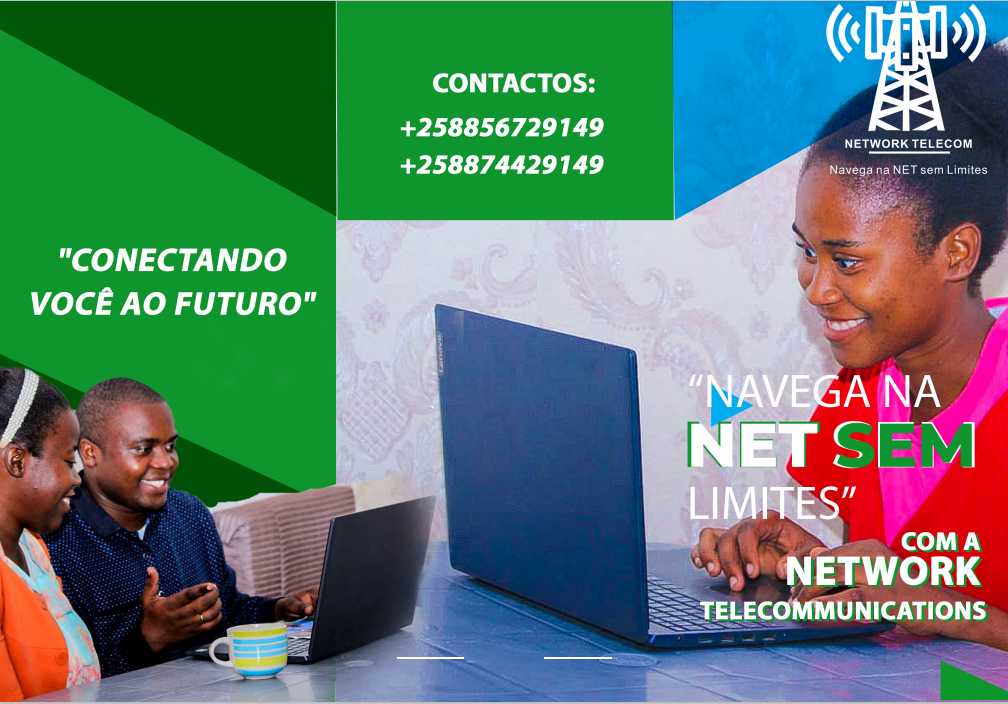 "CONECTANDO
VOCÊ AO FUTURO"
CONTACTOS:
+258856729149
+258874429149
NETWORK TELECOM
Navega na NET sem Limites
Lenovo
“NAVEGA NA
NET SEM
LIMITES”
COM A
NETWORK
TELECOMMUNICATIONS